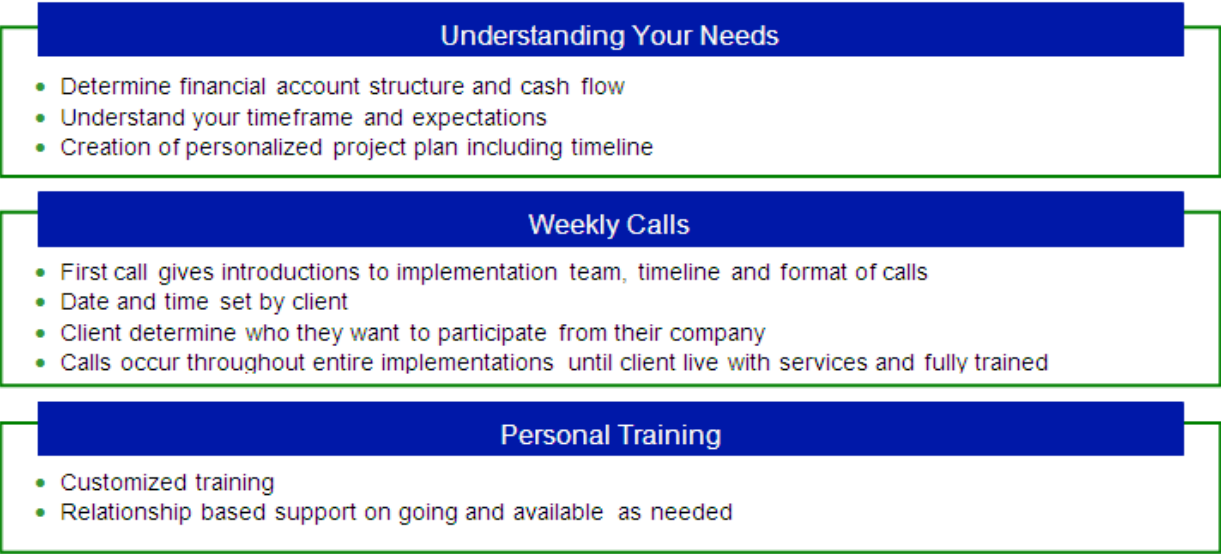 Understanding Your Needs
• Determine financial account structure and cash flow
• Understand your timeframe and expectations
• Creation of personalized project plan including timeline
Weekly Calls
• First call gives introductions to implementation team, timeline and format of calls
• Date and time set by client
• Client determine who they want to participate from their company
• Calls occur throughout entire implementations until client live with services and fully trained
Personal Training
• Customized training
• Relationship based support on going and available as needed